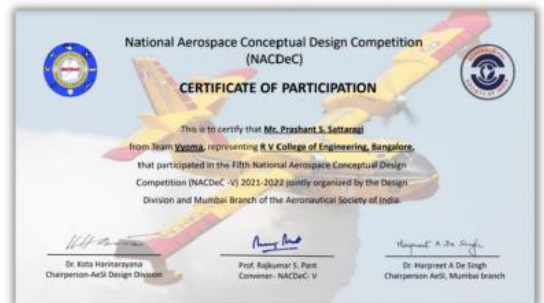 National Aerospace Conceptual Design Competition
(NACDeC)
CERTIFICATE OF PARTICIPATION
This is to certify that Mr. Prashant S. Sattaragi
from Team Vyoma, representing R V College of Engineering, Bangalore,
that participated in the Fifth National Aerospace Conceptual Design
Competition (NACDeC -V) 2021-2022 jointly organized by the Design
Division and Mumbai Branch of the Aeronautical Society of India.
Dr. Kota Harinarayana
Chairperson-AeSI Design Division
Prof. Rajkumar S. Pant
Convener- NACDeC- V
Harpreet A De Singh
Dr. Harpreet A De Singh
Chairperson AeSI, Mumbai branch